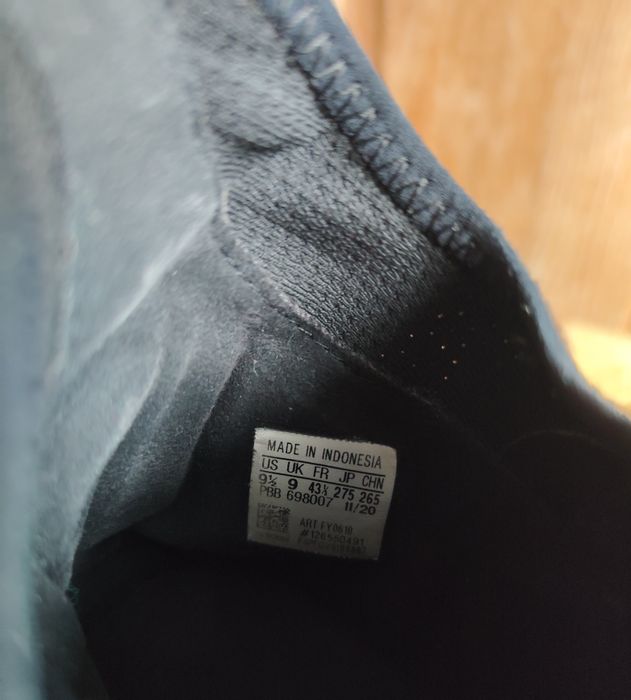 MADE IN INDONESIA
US UK FR JP CHN
9½ 9 43⅓ 275 265
PBB 698007 11/20
ART FY0610
#126550491